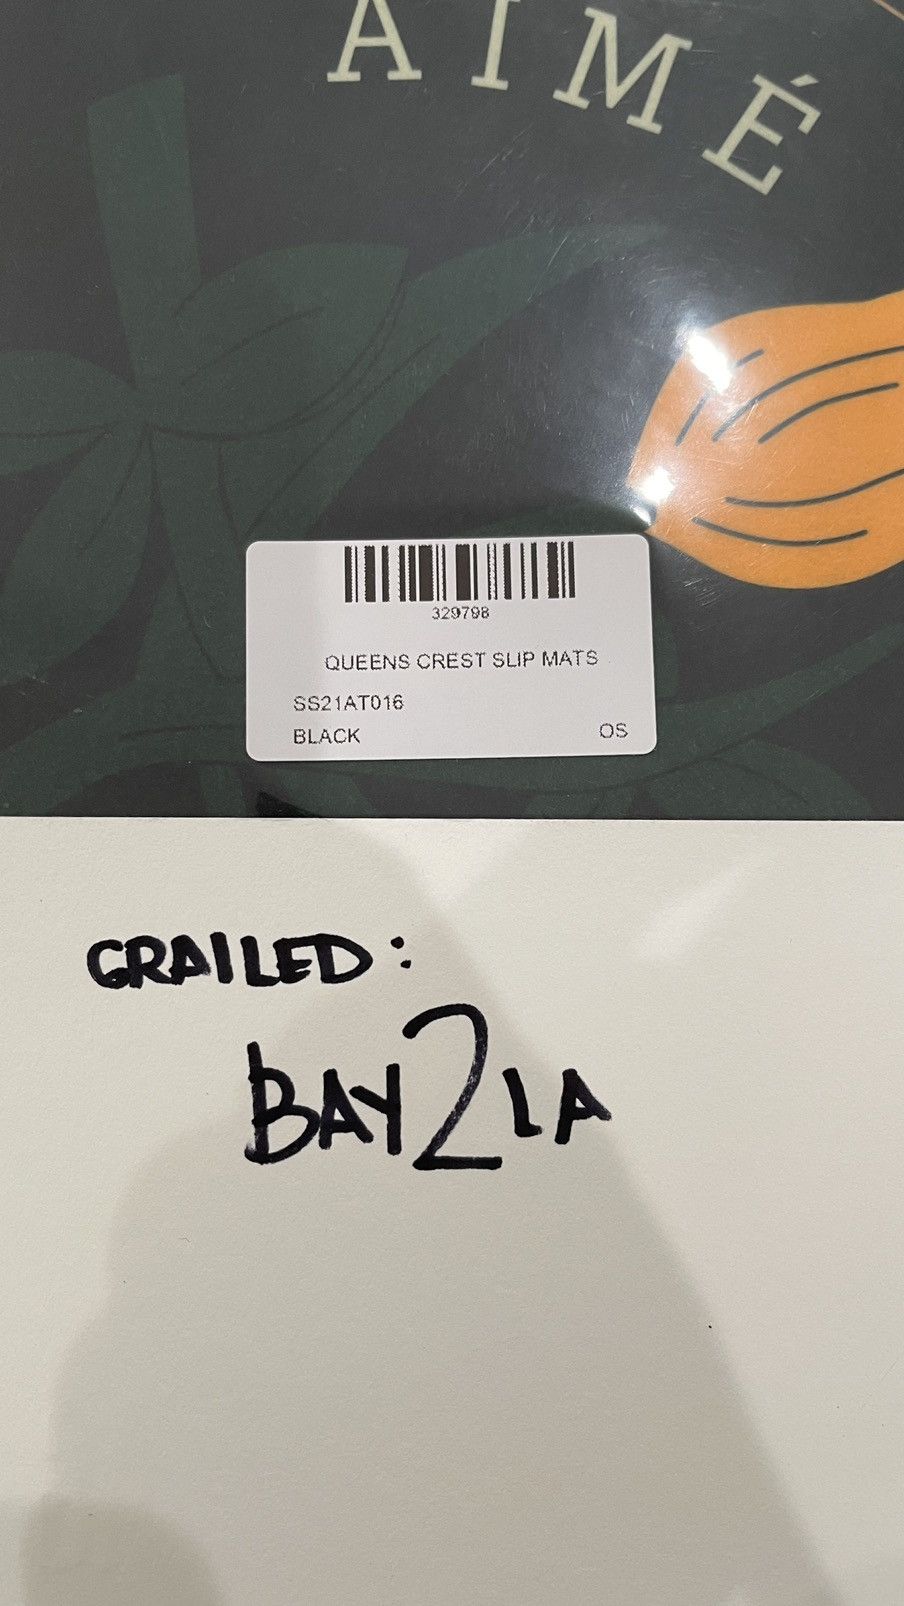 AIMÉ
329798
QUEENS CREST SLIP MATS
SS21AT016
BLACK OS
GRAILED:
BAY2LA